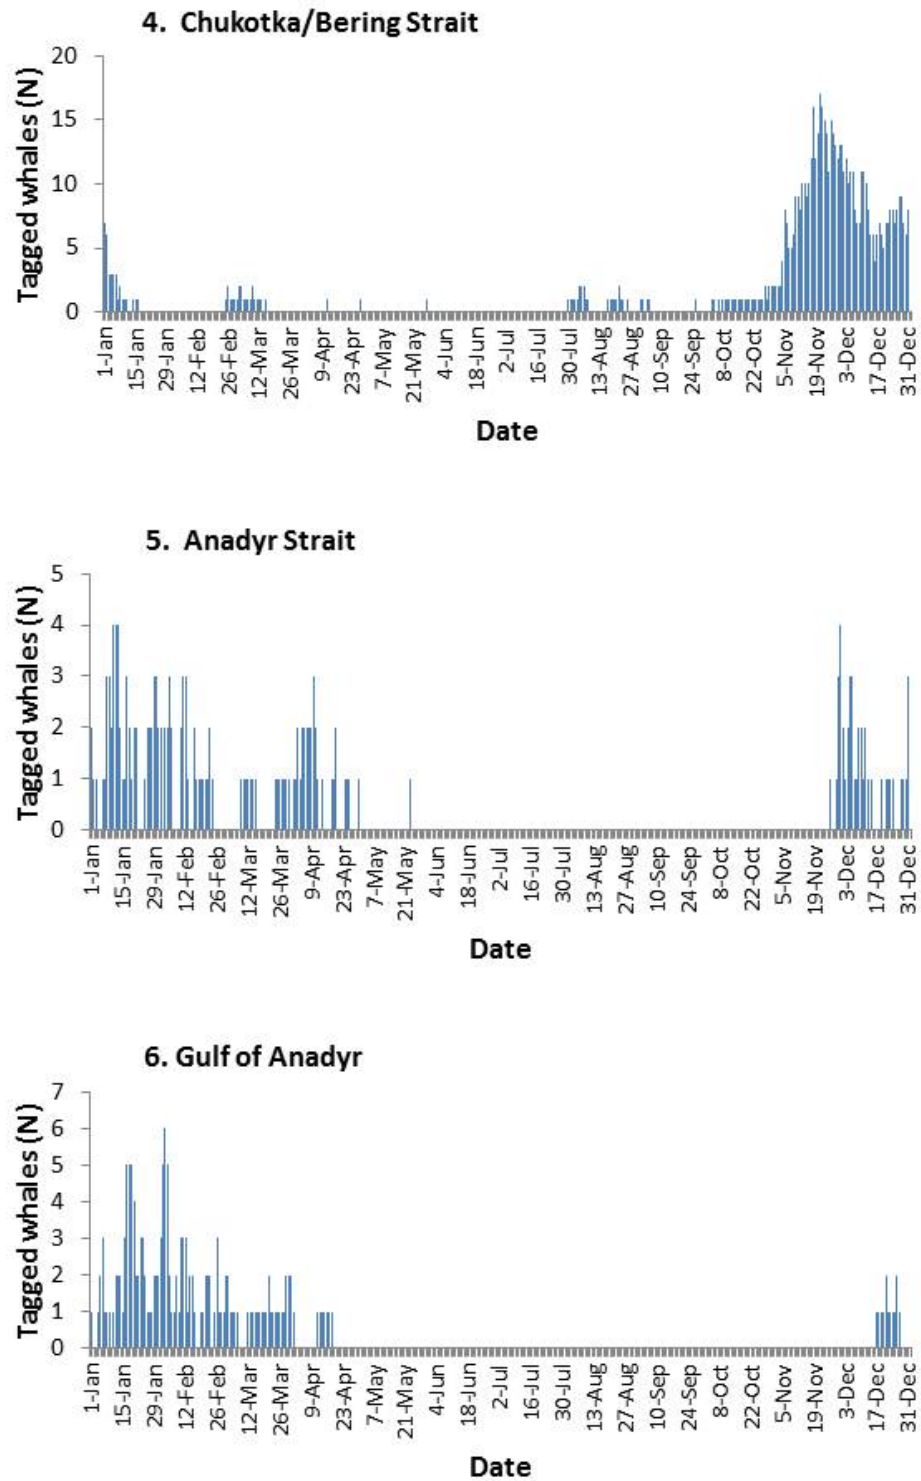 4. Chukotka/Bering Strait
Tagged whales (N)
20
15
10
5
0
1-Jan
15-Jan
29-Jan
12-Feb
26-Feb
12-Mar
26-Mar
9-Apr
23-Apr
7-May
21-May
4-Jun
18-Jun
2-Jul
16-Jul
30-Jul
13-Aug
27-Aug
10-Sep
24-Sep
8-Oct
22-Oct
5-Nov
19-Nov
3-Dec
17-Dec
31-Dec
Date
5. Anadyr Strait
Tagged whales (N)
5
4
3
2
1
0
1-Jan
15-Jan
29-Jan
12-Feb
26-Feb
12-Mar
26-Mar
9-Apr
23-Apr
7-May
21-May
4-Jun
18-Jun
2-Jul
16-Jul
30-Jul
13-Aug
27-Aug
10-Sep
24-Sep
8-Oct
22-Oct
5-Nov
19-Nov
3-Dec
17-Dec
31-Dec
Date
6. Gulf of Anadyr
Tagged whales (N)
7
6
5
4
3
2
1
0
1-Jan
15-Jan
29-Jan
12-Feb
26-Feb
12-Mar
26-Mar
9-Apr
23-Apr
7-May
21-May
4-Jun
18-Jun
2-Jul
16-Jul
30-Jul
13-Aug
27-Aug
10-Sep
24-Sep
8-Oct
22-Oct
5-Nov
19-Nov
3-Dec
17-Dec
31-Dec
Date